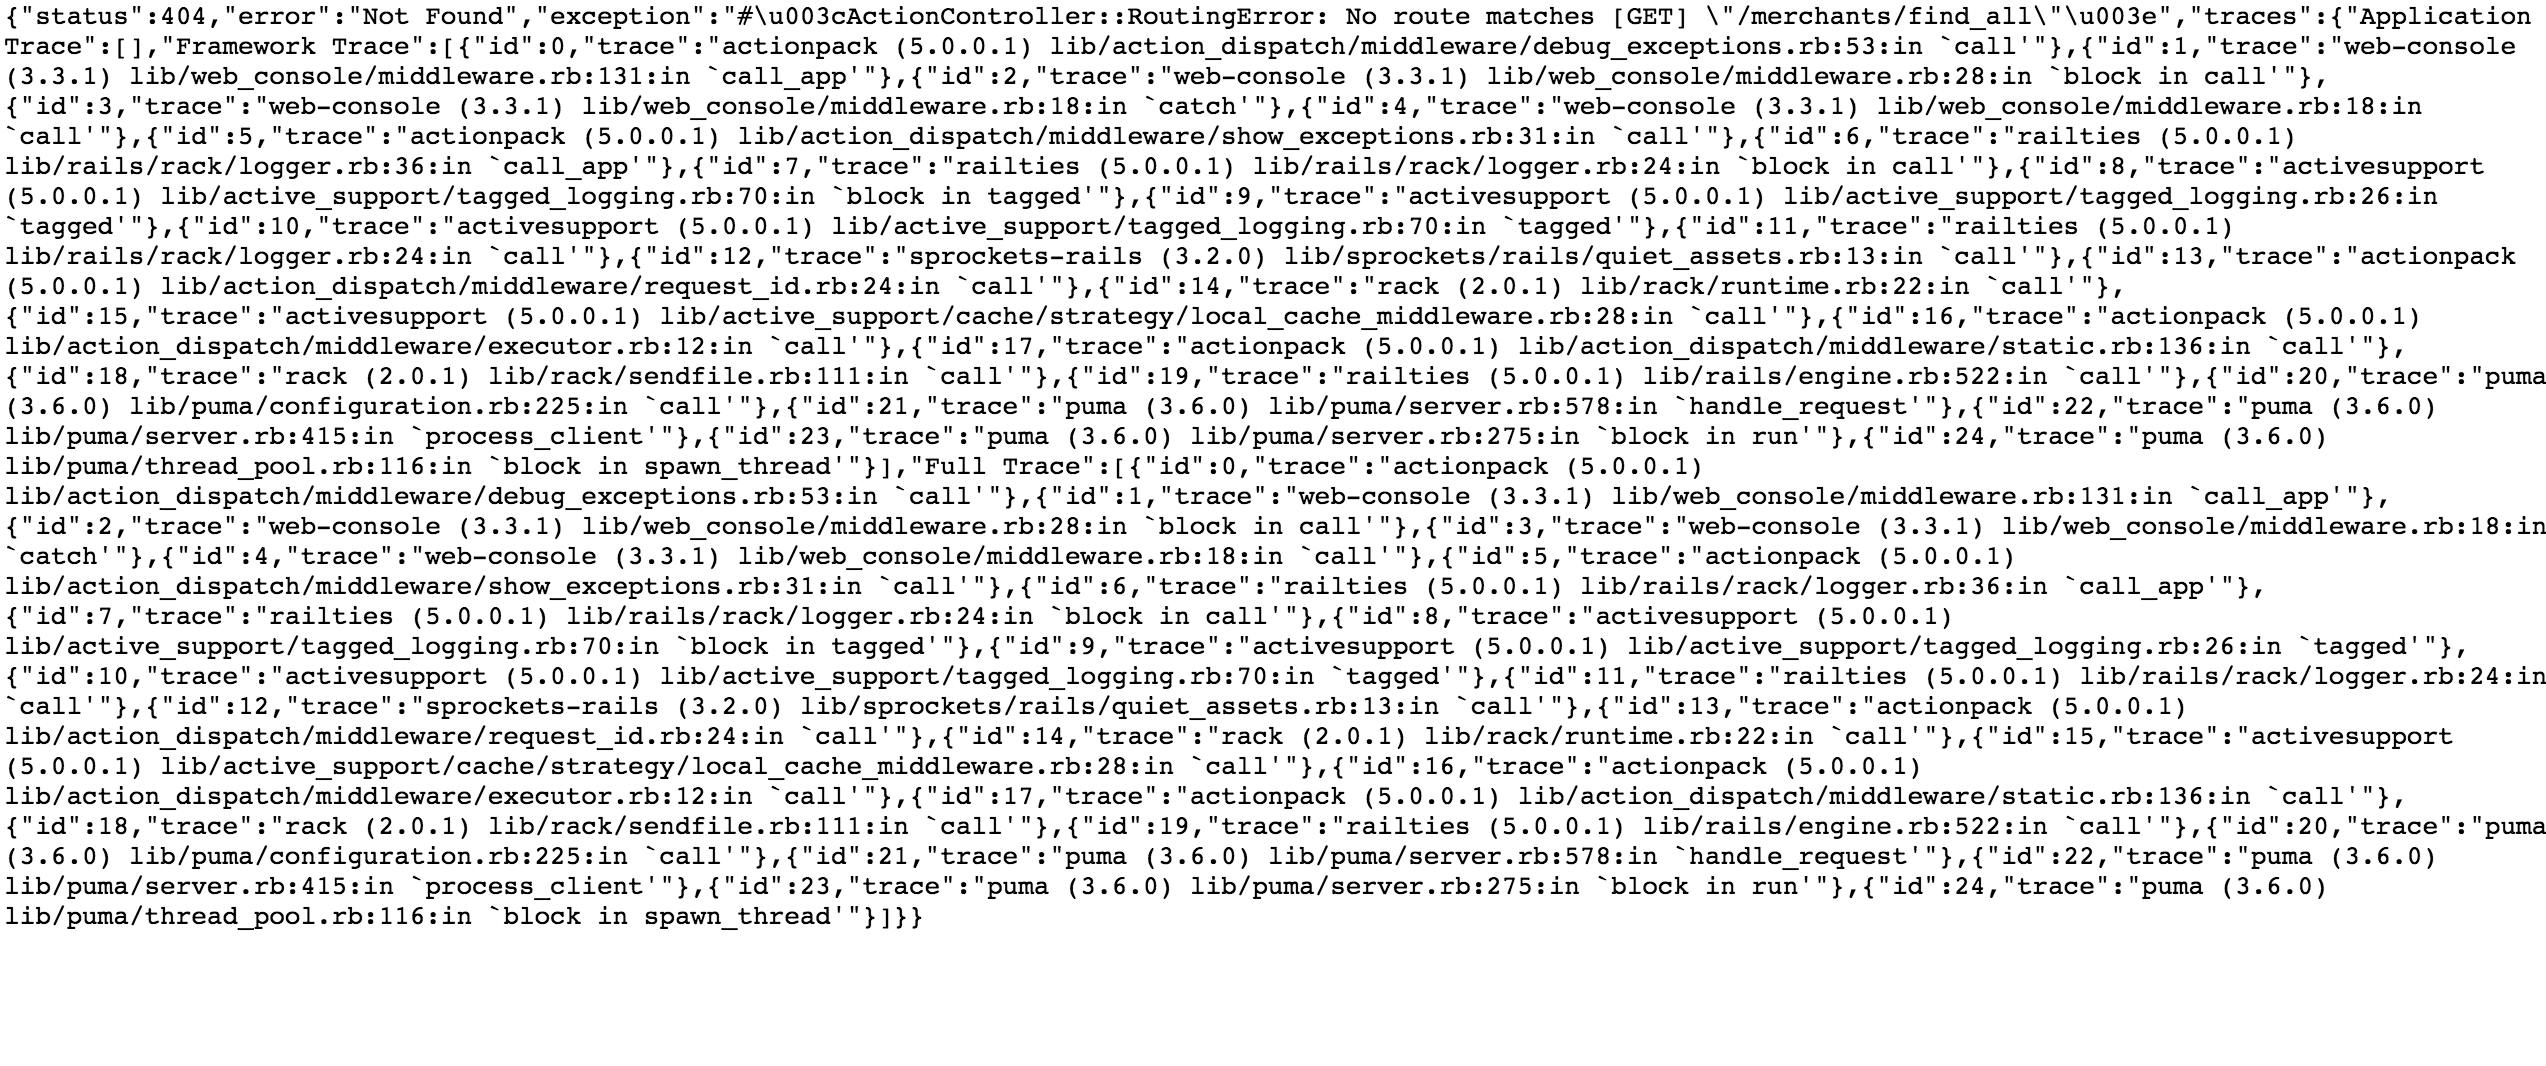 {"status":404,"error":"Not Found","exception":"#\u003cActionController::RoutingError: No route matches [GET] \"/merchants/find_all\"\u003e","traces":{"Application
Trace":[],"Framework Trace":[{"id":0,"trace":"actionpack (5.0.0.1) lib/action_dispatch/middleware/debug_exceptions.rb:53:in `call'"},{"id":1,"trace":"web-console
(3.3.1) lib/web_console/middleware.rb:131:in `call_app'"},{"id":2,"trace":"web-console (3.3.1) lib/web_console/middleware.rb:28:in `block in call'"},
{"id":3,"trace":"web-console (3.3.1) lib/web_console/middleware.rb:18:in `catch'"},{"id":4,"trace":"web-console (3.3.1) lib/web_console/middleware.rb:18:in
`call'"},{"id":5,"trace":"actionpack (5.0.0.1) lib/action_dispatch/middleware/show_exceptions.rb:31:in `call'"},{"id":6,"trace":"railties (5.0.0.1)
lib/rails/rack/logger.rb:36:in `call_app'"},{"id":7,"trace":"railties (5.0.0.1) lib/rails/rack/logger.rb:24:in `block in call'"},{"id":8,"trace":"activesupport
(5.0.0.1) lib/active_support/tagged_logging.rb:70:in `block in tagged'"},{"id":9,"trace":"activesupport (5.0.0.1) lib/active_support/tagged_logging.rb:26:in
`tagged'"},{"id":10,"trace":"activesupport (5.0.0.1) lib/active_support/tagged_logging.rb:70:in `tagged'"},{"id":11,"trace":"railties (5.0.0.1)
lib/rails/rack/logger.rb:24:in `call'"},{"id":12,"trace":"sprockets-rails (3.2.0) lib/sprockets/rails/quiet_assets.rb:13:in `call'"},{"id":13,"trace":"actionpack
(5.0.0.1) lib/action_dispatch/middleware/request_id.rb:24:in `call'"},{"id":14,"trace":"rack (2.0.1) lib/rack/runtime.rb:22:in `call'"},
{"id":15,"trace":"activesupport (5.0.0.1) lib/active_support/cache/strategy/local_cache_middleware.rb:28:in `call'"},{"id":16,"trace":"actionpack (5.0.0.1)
lib/action_dispatch/middleware/executor.rb:12:in `call'"},{"id":17,"trace":"actionpack (5.0.0.1) lib/action_dispatch/middleware/static.rb:136:in `call'"},
{"id":18,"trace":"rack (2.0.1) lib/rack/sendfile.rb:111:in `call'"},{"id":19,"trace":"railties (5.0.0.1) lib/rails/engine.rb:522:in `call'"},{"id":20,"trace":"puma
(3.6.0) lib/puma/configuration.rb:225:in `call'"},{"id":21,"trace":"puma (3.6.0) lib/puma/server.rb:578:in `handle_request'"},{"id":22,"trace":"puma (3.6.0)
lib/puma/server.rb:415:in `process_client'"},{"id":23,"trace":"puma (3.6.0) lib/puma/server.rb:275:in `block in run'"},{"id":24,"trace":"puma (3.6.0)
lib/puma/thread_pool.rb:116:in `block in spawn_thread'"}],"Full Trace":[{"id":0,"trace":"actionpack (5.0.0.1)
lib/action_dispatch/middleware/debug_exceptions.rb:53:in `call'"},{"id":1,"trace":"web-console (3.3.1) lib/web_console/middleware.rb:131:in `call_app'"},
{"id":2,"trace":"web-console (3.3.1) lib/web_console/middleware.rb:28:in `block in call'"},{"id":3,"trace":"web-console (3.3.1) lib/web_console/middleware.rb:18:in
`catch'"},{"id":4,"trace":"web-console (3.3.1) lib/web_console/middleware.rb:18:in `call'"},{"id":5,"trace":"actionpack (5.0.0.1)
lib/action_dispatch/middleware/show_exceptions.rb:31:in `call'"},{"id":6,"trace":"railties (5.0.0.1) lib/rails/rack/logger.rb:36:in `call_app'"},
{"id":7,"trace":"railties (5.0.0.1) lib/rails/rack/logger.rb:24:in `block in call'"},{"id":8,"trace":"activesupport (5.0.0.1)
lib/active_support/tagged_logging.rb:70:in `block in tagged'"},{"id":9,"trace":"activesupport (5.0.0.1) lib/active_support/tagged_logging.rb:26:in `tagged'"},
{"id":10,"trace":"activesupport (5.0.0.1) lib/active_support/tagged_logging.rb:70:in `tagged'"},{"id":11,"trace":"railties (5.0.0.1) lib/rails/rack/logger.rb:24:in
`call'"},{"id":12,"trace":"sprockets-rails (3.2.0) lib/sprockets/rails/quiet_assets.rb:13:in `call'"},{"id":13,"trace":"actionpack (5.0.0.1)
lib/action_dispatch/middleware/request_id.rb:24:in `call'"},{"id":14,"trace":"rack (2.0.1) lib/rack/runtime.rb:22:in `call'"},{"id":15,"trace":"activesupport
(5.0.0.1) lib/active_support/cache/strategy/local_cache_middleware.rb:28:in `call'"},{"id":16,"trace":"actionpack (5.0.0.1)
lib/action_dispatch/middleware/executor.rb:12:in `call'"},{"id":17,"trace":"actionpack (5.0.0.1) lib/action_dispatch/middleware/static.rb:136:in `call'"},
{"id":18,"trace":"rack (2.0.1) lib/rack/sendfile.rb:111:in `call'"},{"id":19,"trace":"railties (5.0.0.1) lib/rails/engine.rb:522:in `call'"},{"id":20,"trace":"puma
(3.6.0) lib/puma/configuration.rb:225:in `call'"},{"id":21,"trace":"puma (3.6.0) lib/puma/server.rb:578:in `handle_request'"},{"id":22,"trace":"puma (3.6.0)
lib/puma/server.rb:415:in `process_client'"},{"id":23,"trace":"puma (3.6.0) lib/puma/server.rb:275:in `block in run'"},{"id":24,"trace":"puma (3.6.0)
lib/puma/thread_pool.rb:116:in `block in spawn_thread'"}]}}